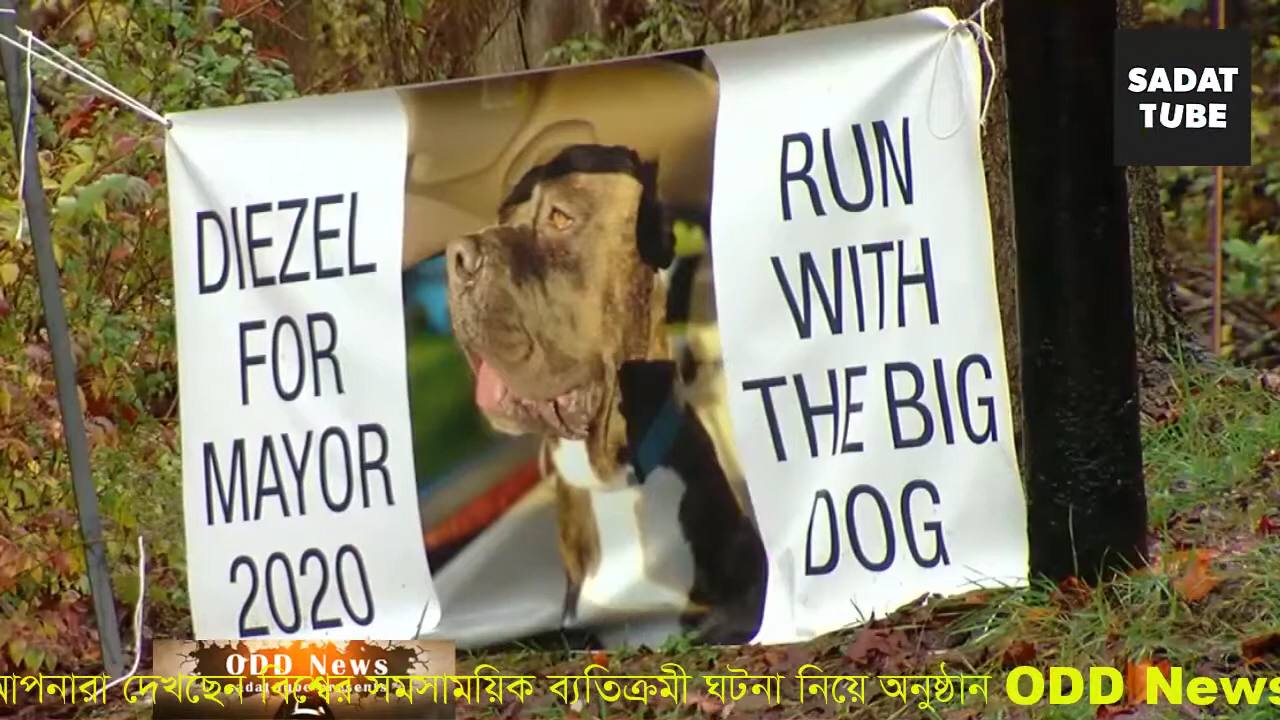 SADAT
TUBE
DIEZEL
FOR
MAYOR
2020
RUN
WITH
THE BIG
DOG
ODD News
আপনারা দেখছেন বিশ্বের সমসাময়িক ব্যতিক্রমী ঘটনা নিয়ে অনুষ্ঠান ODD News